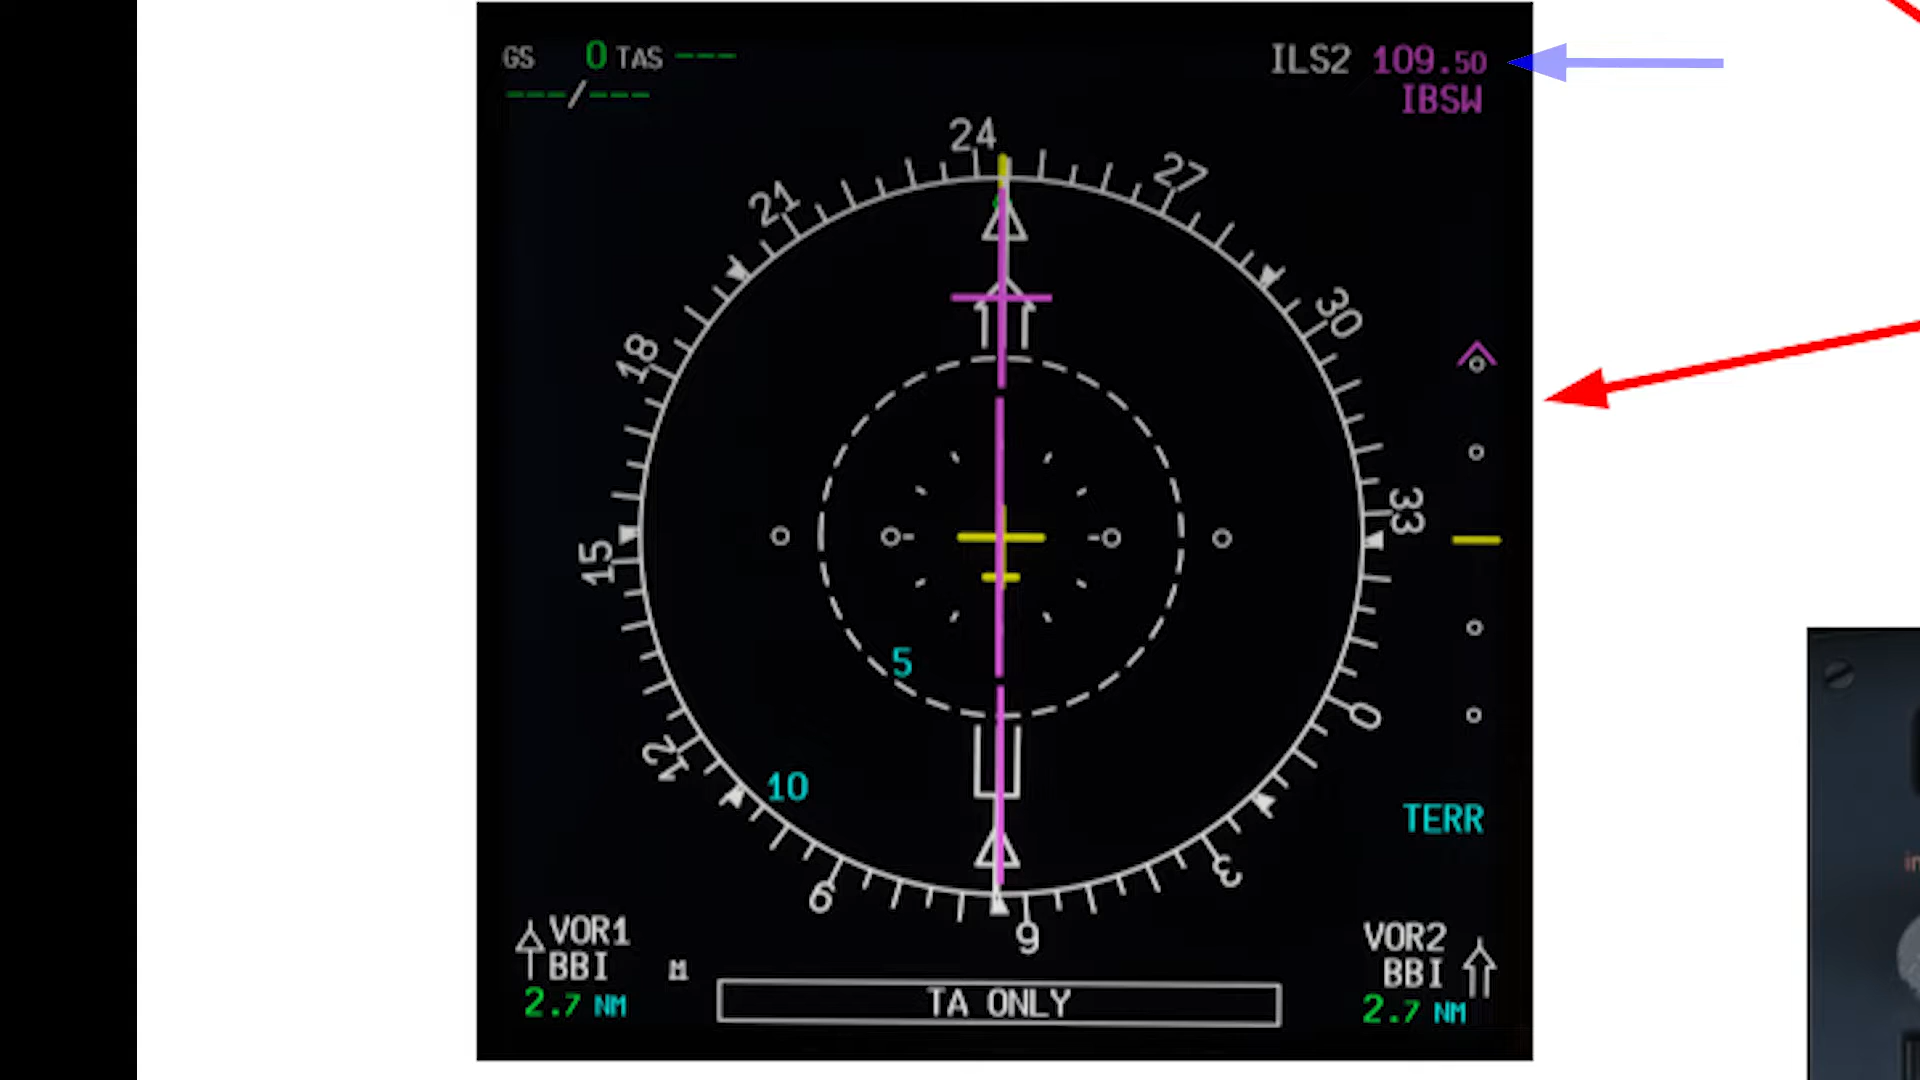 GS 0 TAS ---
---/---
ILS2 109.50
IBSW
24
27
30
33
0
3
6
9
12
15
18
21
5
10
TERR
VOR1
BBI
2.7 NM
M
TA ONLY
VOR2
BBI
2.7 NM